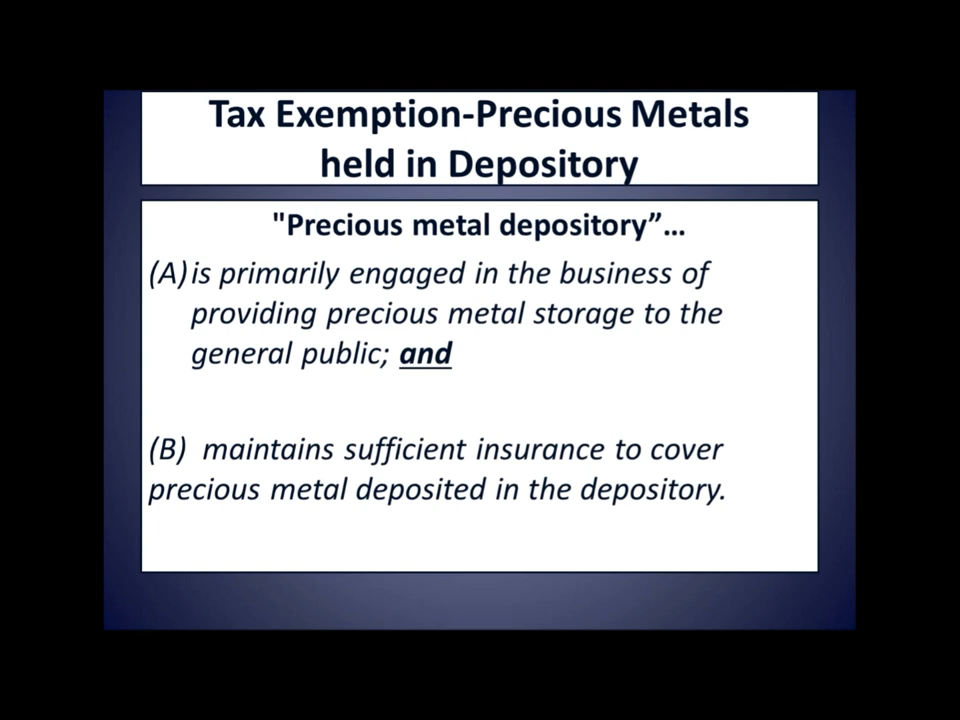 Tax Exemption-Precious Metals
held in Depository
"Precious metal depository”…
(A) is primarily engaged in the business of
providing precious metal storage to the
general public; and
(B) maintains sufficient insurance to cover
precious metal deposited in the depository.